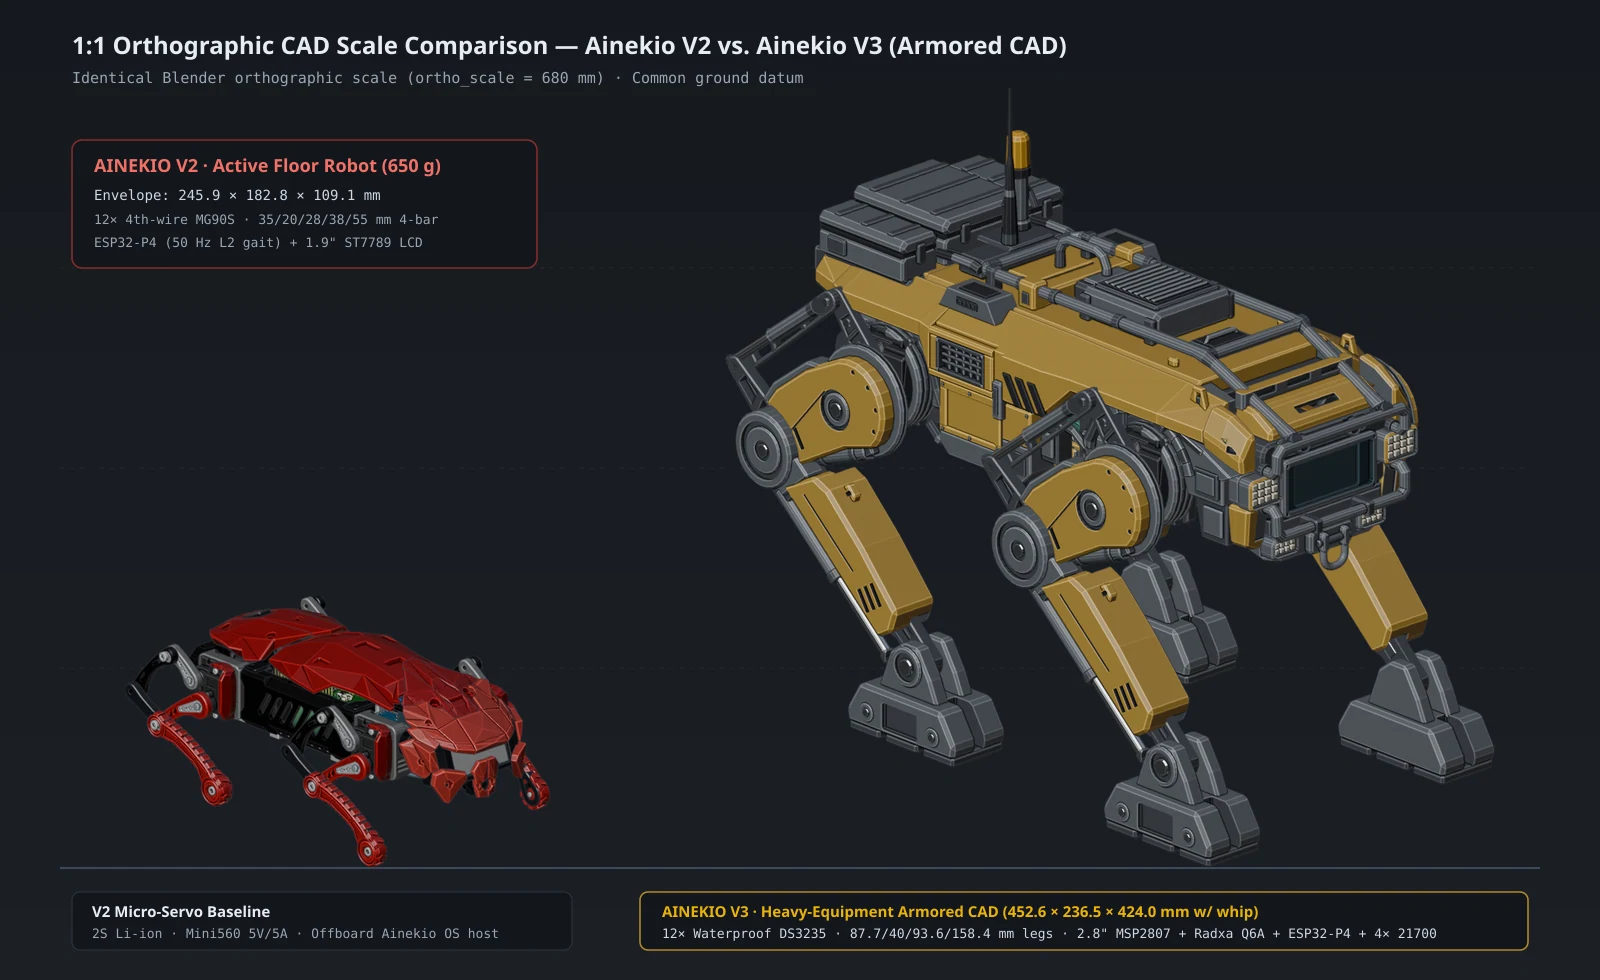 1:1 Orthographic CAD Scale Comparison — Ainekio V2 vs. Ainekio V3 (Armored CAD)
Identical Blender orthographic scale (ortho_scale = 680 mm) · Common ground datum
AINEKIO V2 · Active Floor Robot (650 g)
Envelope: 245.9 × 182.8 × 109.1 mm
12× 4th-wire MG90S · 35/20/28/38/55 mm 4-bar
ESP32-P4 (50 Hz L2 gait) + 1.9" ST7789 LCD
V2 Micro-Servo Baseline
2S Li-ion · Mini560 5V/5A · Offboard Ainekio OS host
AINEKIO V3 · Heavy-Equipment Armored CAD (452.6 × 236.5 × 424.0 mm w/ whip)
12× Waterproof DS3235 · 87.7/40/93.6/158.4 mm legs · 2.8" MSP2807 + Radxa Q6A + ESP32-P4 + 4× 21700